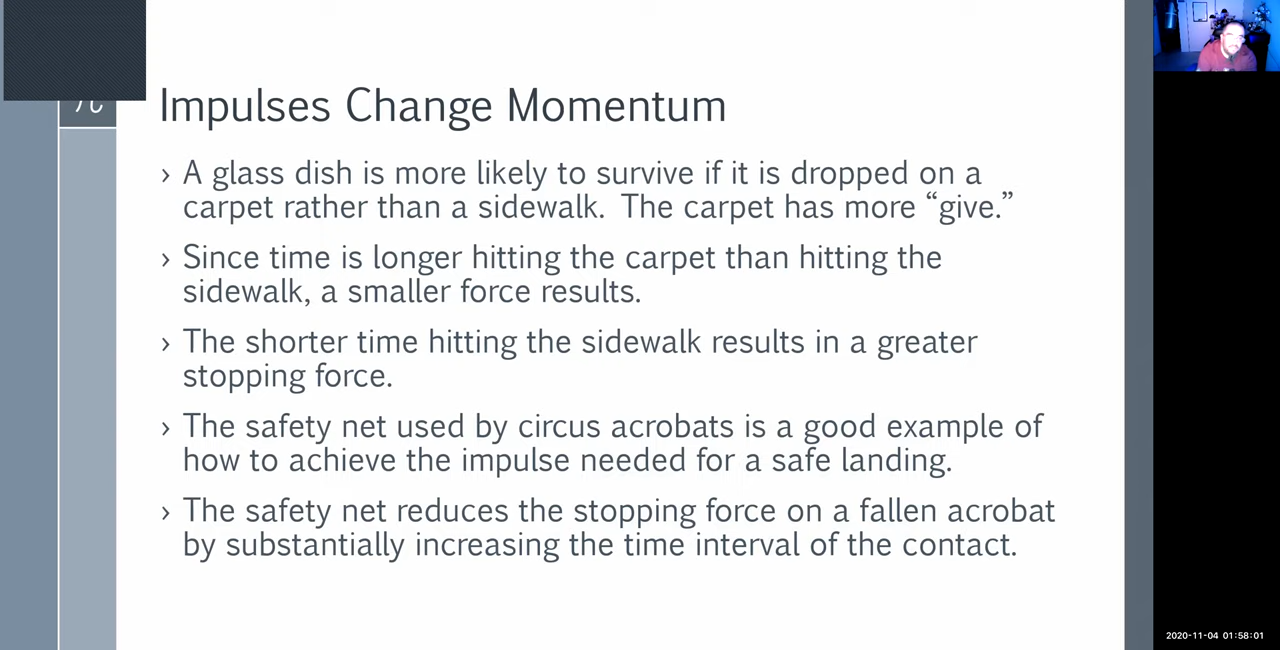 Impulses Change Momentum
› A glass dish is more likely to survive if it is dropped on a
carpet rather than a sidewalk.  The carpet has more “give.”
› Since time is longer hitting the carpet than hitting the
sidewalk, a smaller force results.
› The shorter time hitting the sidewalk results in a greater
stopping force.
› The safety net used by circus acrobats is a good example of
how to achieve the impulse needed for a safe landing.
› The safety net reduces the stopping force on a fallen acrobat
by substantially increasing the time interval of the contact.
2020-11-04 01:58:01